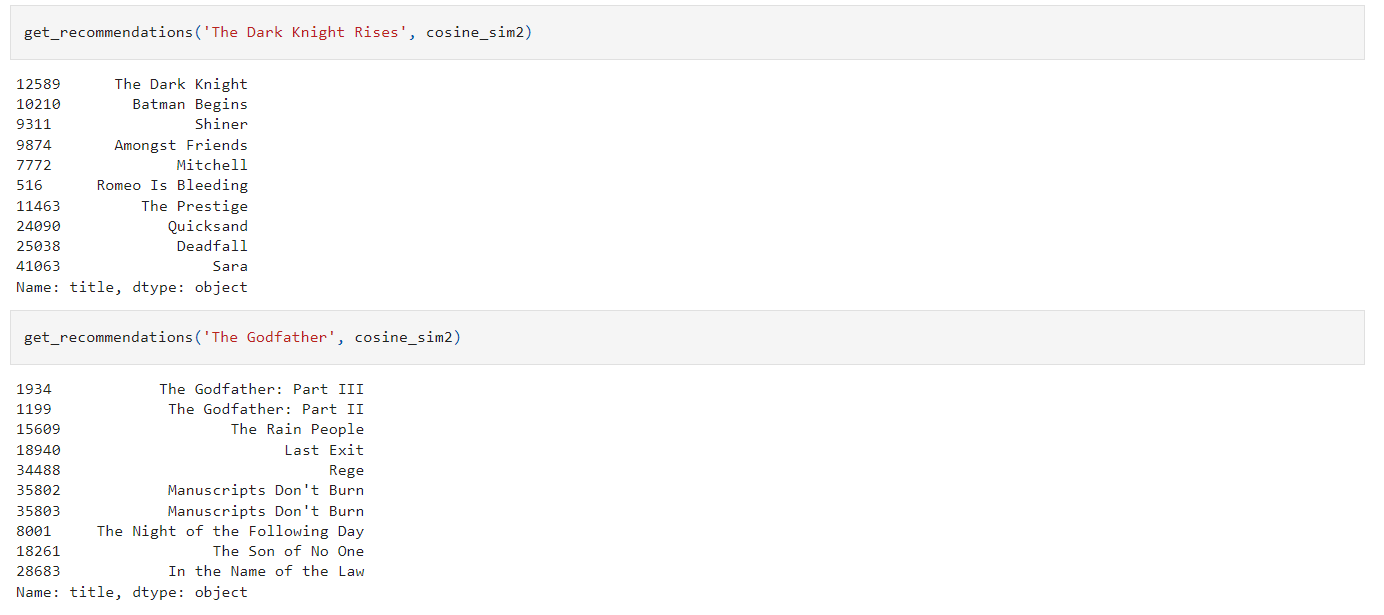 get_recommendations('The Dark Knight Rises', cosine_sim2)
12589      The Dark Knight
10210        Batman Begins
9311                Shiner
9874       Amongst Friends
7772              Mitchell
516      Romeo Is Bleeding
11463         The Prestige
24090            Quicksand
25038             Deadfall
41063                 Sara
Name: title, dtype: object
get_recommendations('The Godfather', cosine_sim2)
1934            The Godfather: Part III
1199             The Godfather: Part II
15609                   The Rain People
18940                         Last Exit
34488                              Rege
35802            Manuscripts Don't Burn
35803            Manuscripts Don't Burn
8001     The Night of the Following Day
18261                 The Son of No One
28683            In the Name of the Law
Name: title, dtype: object